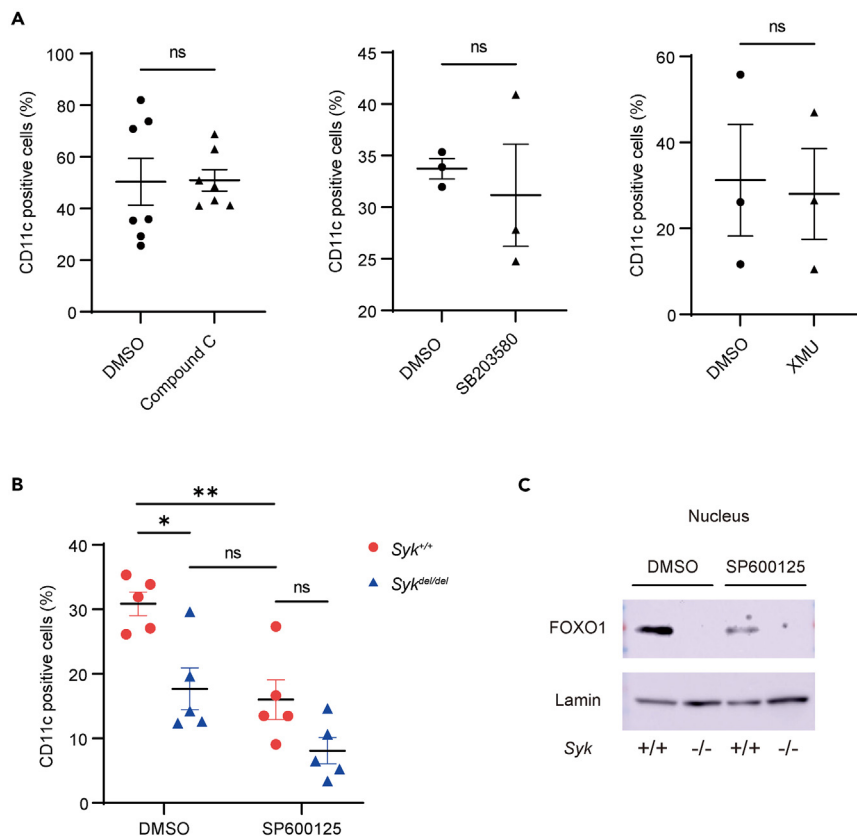 A
ns
CD11c positive cells (%)
100
80
60
40
20
0
DMSO
Compound C
ns
CD11c positive cells (%)
45
40
35
30
25
20
DMSO
SB203580
ns
CD11c positive cells (%)
60
40
20
0
DMSO
XMU
B
**
*
ns
ns
Syk+/+
Sykdel/del
CD11c positive cells (%)
40
30
20
10
0
DMSO
SP600125
C
Nucleus
DMSO SP600125
FOXO1
Lamin
Syk +/+ -/- +/+ -/-